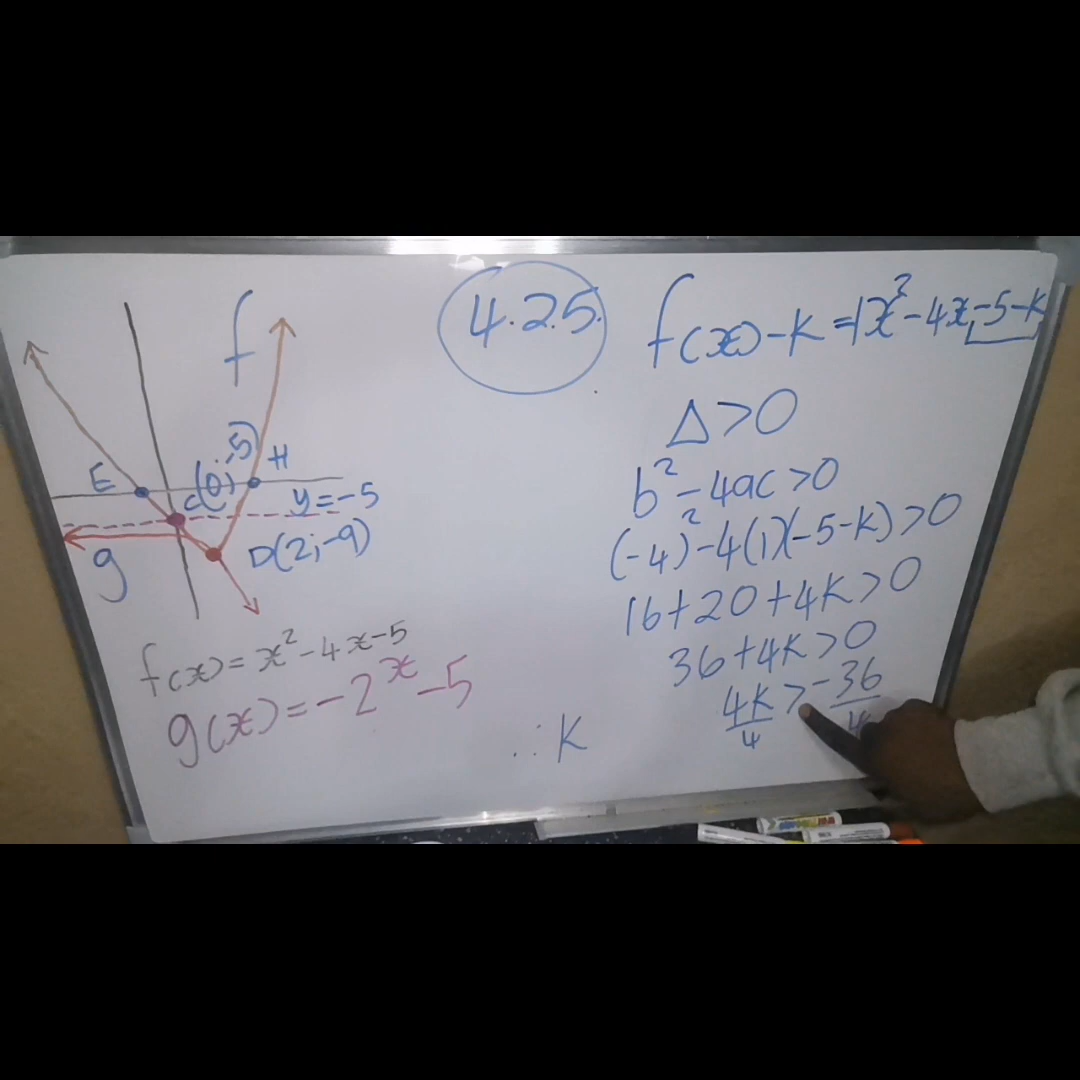 4.2.5.
f(x)-k=1x²-4x-5-k
Δ>0
b²-4ac>0
(-4)²-4(1)(-5-k)>0
16+20+4k>0
36+4k>0
4k>-36
4 4
∴k
f
E
C(0;-5)
H
y=-5
D(2;-9)
g
f(x)=x²-4x-5
g(x)=-2ˣ-5